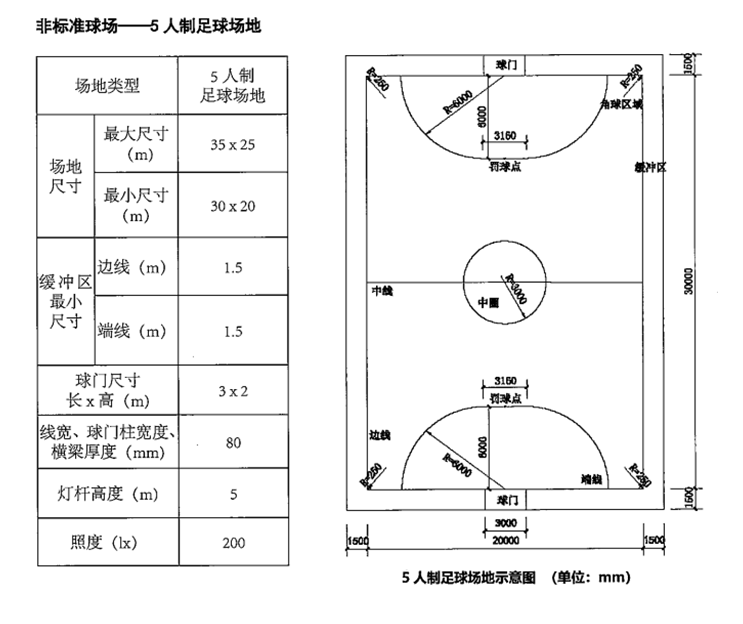 非标准球场——5 人制足球场地
场地类型
5 人制
足球场地
场地
尺寸
最大尺寸
（m）
35 x 25
最小尺寸
（m）
30 x 20
缓冲区
最小
尺寸
边线（m）
1.5
端线（m）
1.5
球门尺寸
长 x 高（m）
3 x 2
线宽、球门柱宽度、
横梁厚度（mm）
80
灯杆高度（m）
5
照度（lx）
200
球门
1500
R=250
R=250
R=6000
6000
角球区域
3160
罚球点
缓冲区
R=3000
中线
中圈
30000
3160
罚球点
边线
R=6000
6000
端线
R=250
R=250
球门
1500
3000
1500
20000
1500
5 人制足球场地示意图 （单位：mm）